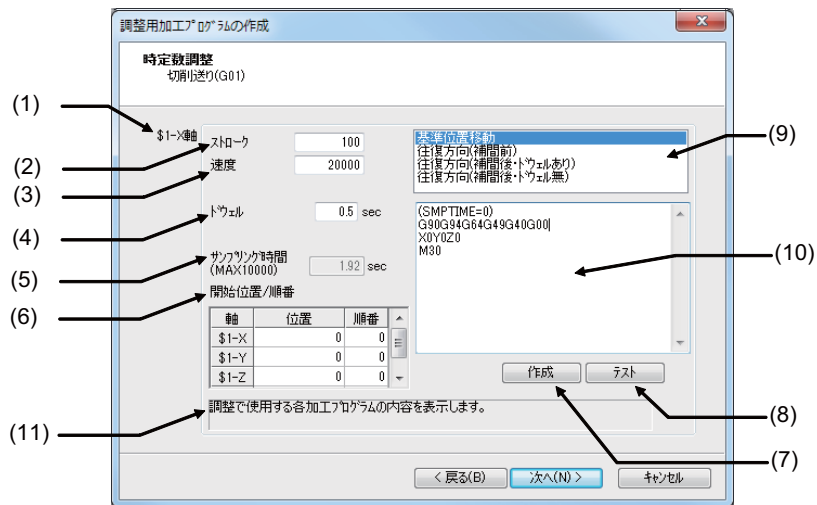 調整用加工ﾌﾟﾛｸﾞﾗﾑの作成
時定数調整
切削送り(G01)
(1)
$1-X軸
(2)
ｽﾄﾛｰｸ
100
(3)
速度
20000
(4)
ﾄﾞｳｪﾙ
0.5 sec
(5)
ｻﾝﾌﾟﾘﾝｸﾞ時間
(MAX10000)
1.92 sec
(6)
開始位置/順番
軸 位置 順番
$1-X 0 0
$1-Y 0 0
$1-Z 0 0
基準位置移動
往復方向(補間前)
往復方向(補間後・ﾄﾞｳｪﾙあり)
往復方向(補間後・ﾄﾞｳｪﾙ無)
(9)
(SMPTIME=0)
G90G94G64G49G40G00
X0Y0Z0
M30
(10)
作成 テスト
(7)
(8)
(11)
調整で使用する各加工ﾌﾟﾛｸﾞﾗﾑの内容を表示します。
< 戻る(B) 次へ(N) > ｷｬﾝｾﾙ